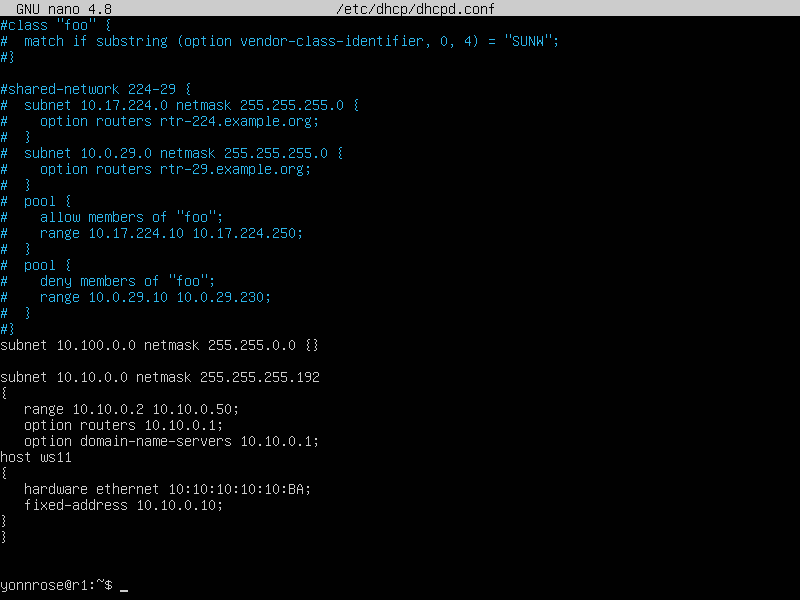 GNU nano 4.8 /etc/dhcp/dhcpd.conf
#class "foo" {
#  match if substring (option vendor-class-identifier, 0, 4) = "SUNW";
#}
#shared-network 224-29 {
#  subnet 10.17.224.0 netmask 255.255.255.0 {
#    option routers rtr-224.example.org;
#  }
#  subnet 10.0.29.0 netmask 255.255.255.0 {
#    option routers rtr-29.example.org;
#  }
#  pool {
#    allow members of "foo";
#    range 10.17.224.10 10.17.224.250;
#  }
#  pool {
#    deny members of "foo";
#    range 10.0.29.10 10.0.29.230;
#  }
#}
subnet 10.100.0.0 netmask 255.255.0.0 {}
subnet 10.10.0.0 netmask 255.255.255.192
{
   range 10.10.0.2 10.10.0.50;
   option routers 10.10.0.1;
   option domain-name-servers 10.10.0.1;
host ws11
{
   hardware ethernet 10:10:10:10:10:BA;
   fixed-address 10.10.0.10;
}
}
yonnrose@r1:~$ _